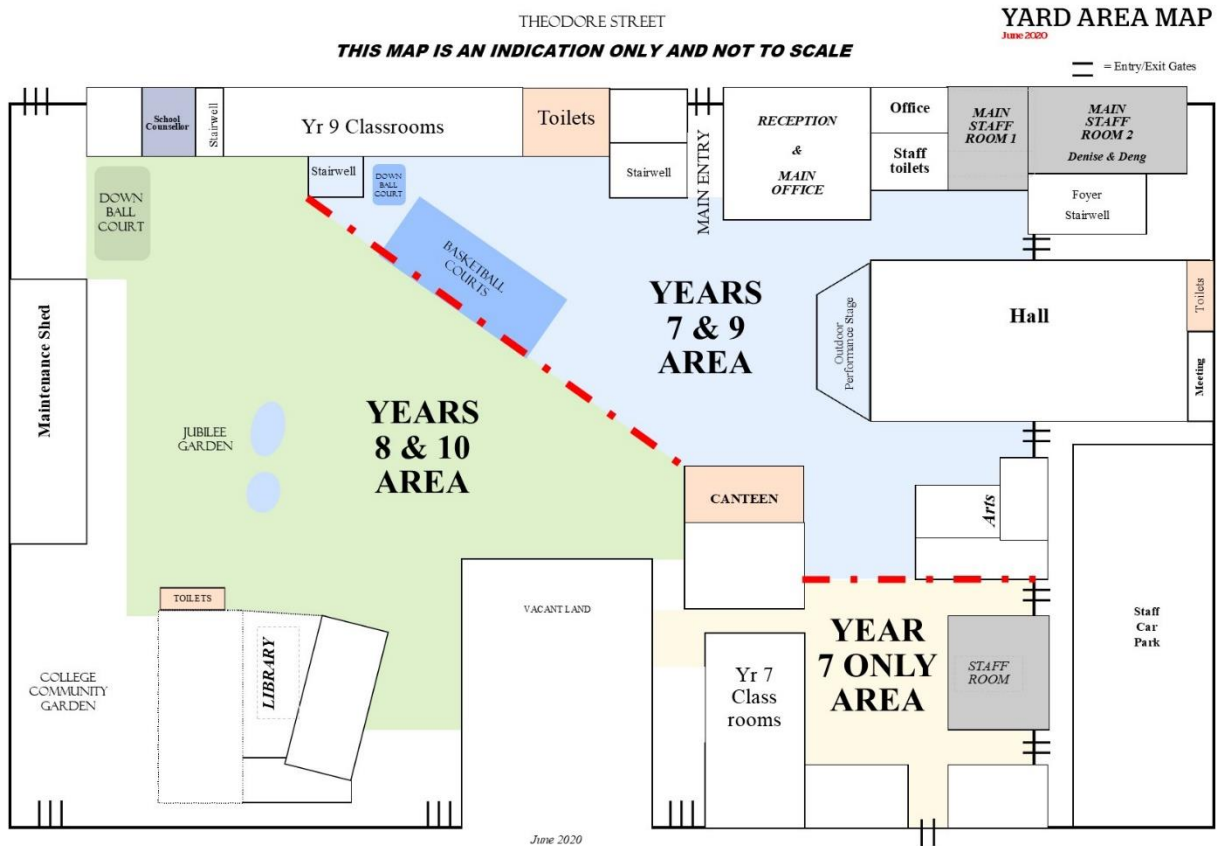 THEODORE STREET
YARD AREA MAP
June 2020
THIS MAP IS AN INDICATION ONLY AND NOT TO SCALE
= Entry/Exit Gates
School
Counsellor
Stairwell
Yr 9 Classrooms
Toilets
Stairwell
Stairwell
MAIN ENTRY
RECEPTION
&
MAIN
OFFICE
Office
Staff
toilets
MAIN
STAFF
ROOM 1
MAIN
STAFF
ROOM 2
Denise & Deng
Foyer
Stairwell
DOWN
BALL
COURT
DOWN
BALL
COURT
BASKETBALL
COURTS
YEARS
7 & 9
AREA
Outdoor
Performance Stage
Hall
Toilets
Meeting
Maintenance Shed
JUBILEE
GARDEN
YEARS
8 & 10
AREA
CANTEEN
Arts
TOILETS
LIBRARY
VACANT LAND
COLLEGE
COMMUNITY
GARDEN
Yr 7
Class
rooms
YEAR
7 ONLY
AREA
STAFF
ROOM
Staff
Car
Park
June 2020